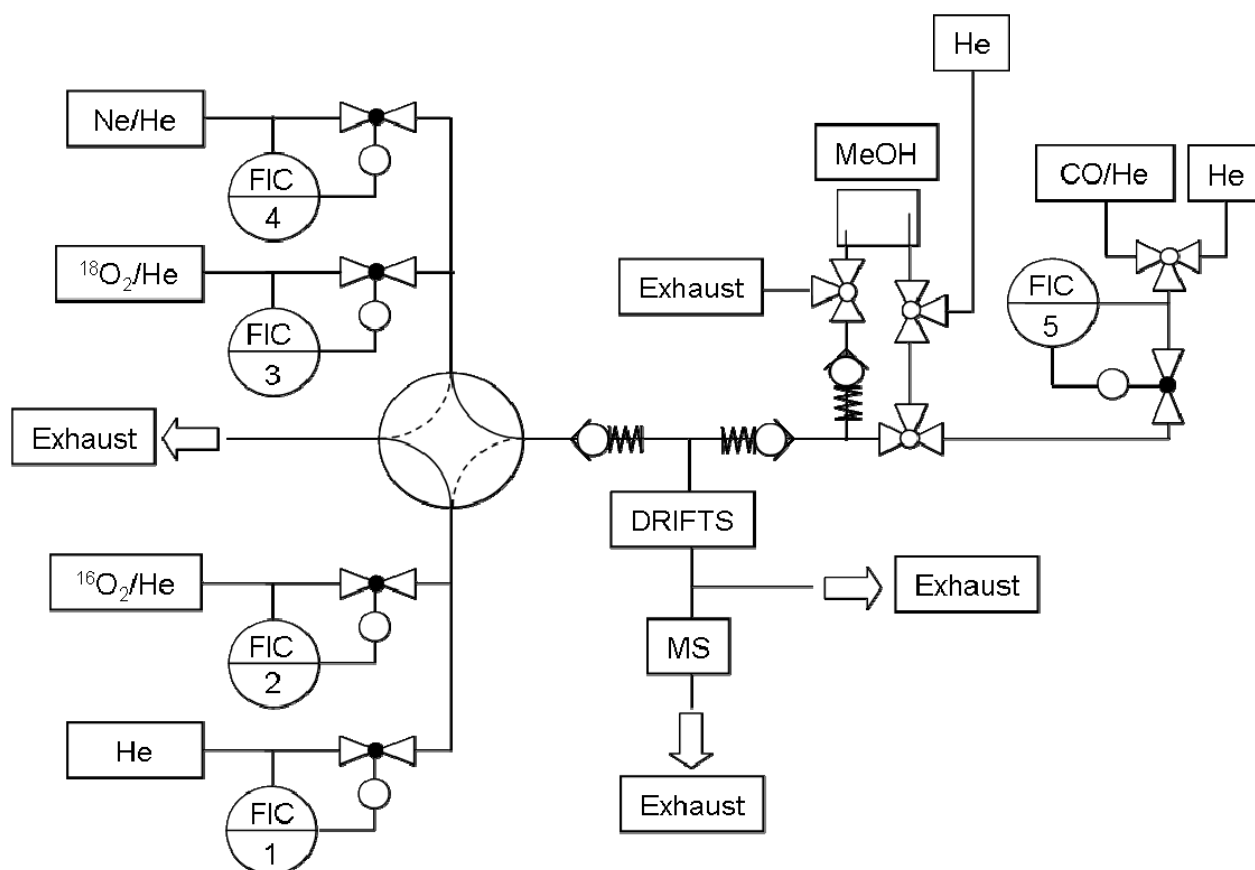 He
Ne/He
MeOH
CO/He
He
FIC
4
¹⁸O₂/He
Exhaust
FIC
5
FIC
3
Exhaust
DRIFTS
¹⁶O₂/He
Exhaust
FIC
2
MS
He
Exhaust
FIC
1